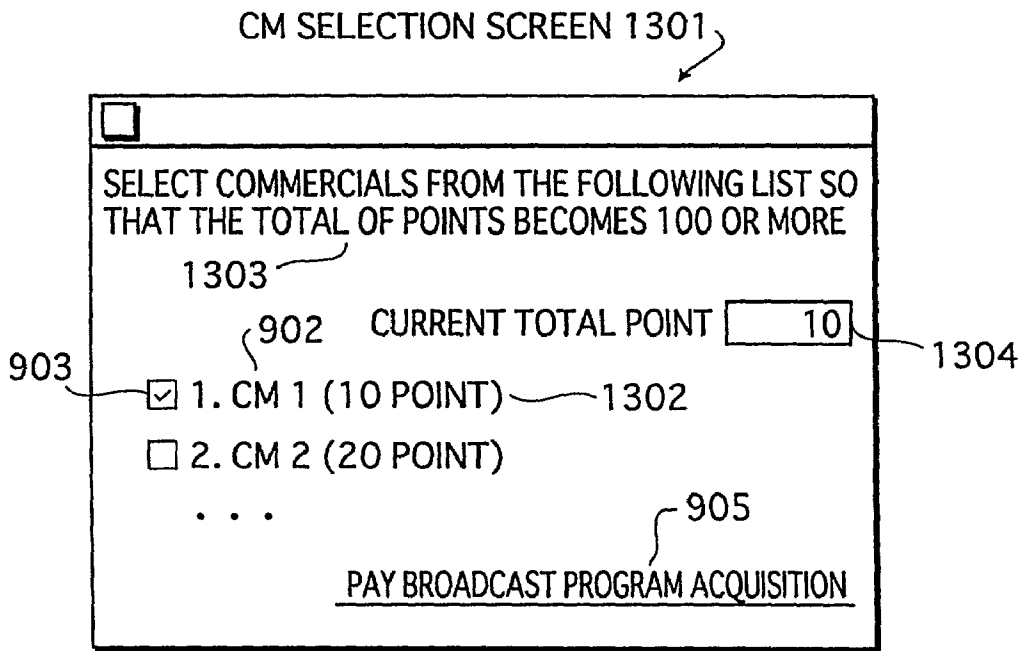 CM SELECTION SCREEN 1301
SELECT COMMERCIALS FROM THE FOLLOWING LIST SO
THAT THE TOTAL OF POINTS BECOMES 100 OR MORE
1303
902
CURRENT TOTAL POINT 10
1304
903
1. CM 1 (10 POINT)
1302
2. CM 2 (20 POINT)
. . .
905
PAY BROADCAST PROGRAM ACQUISITION